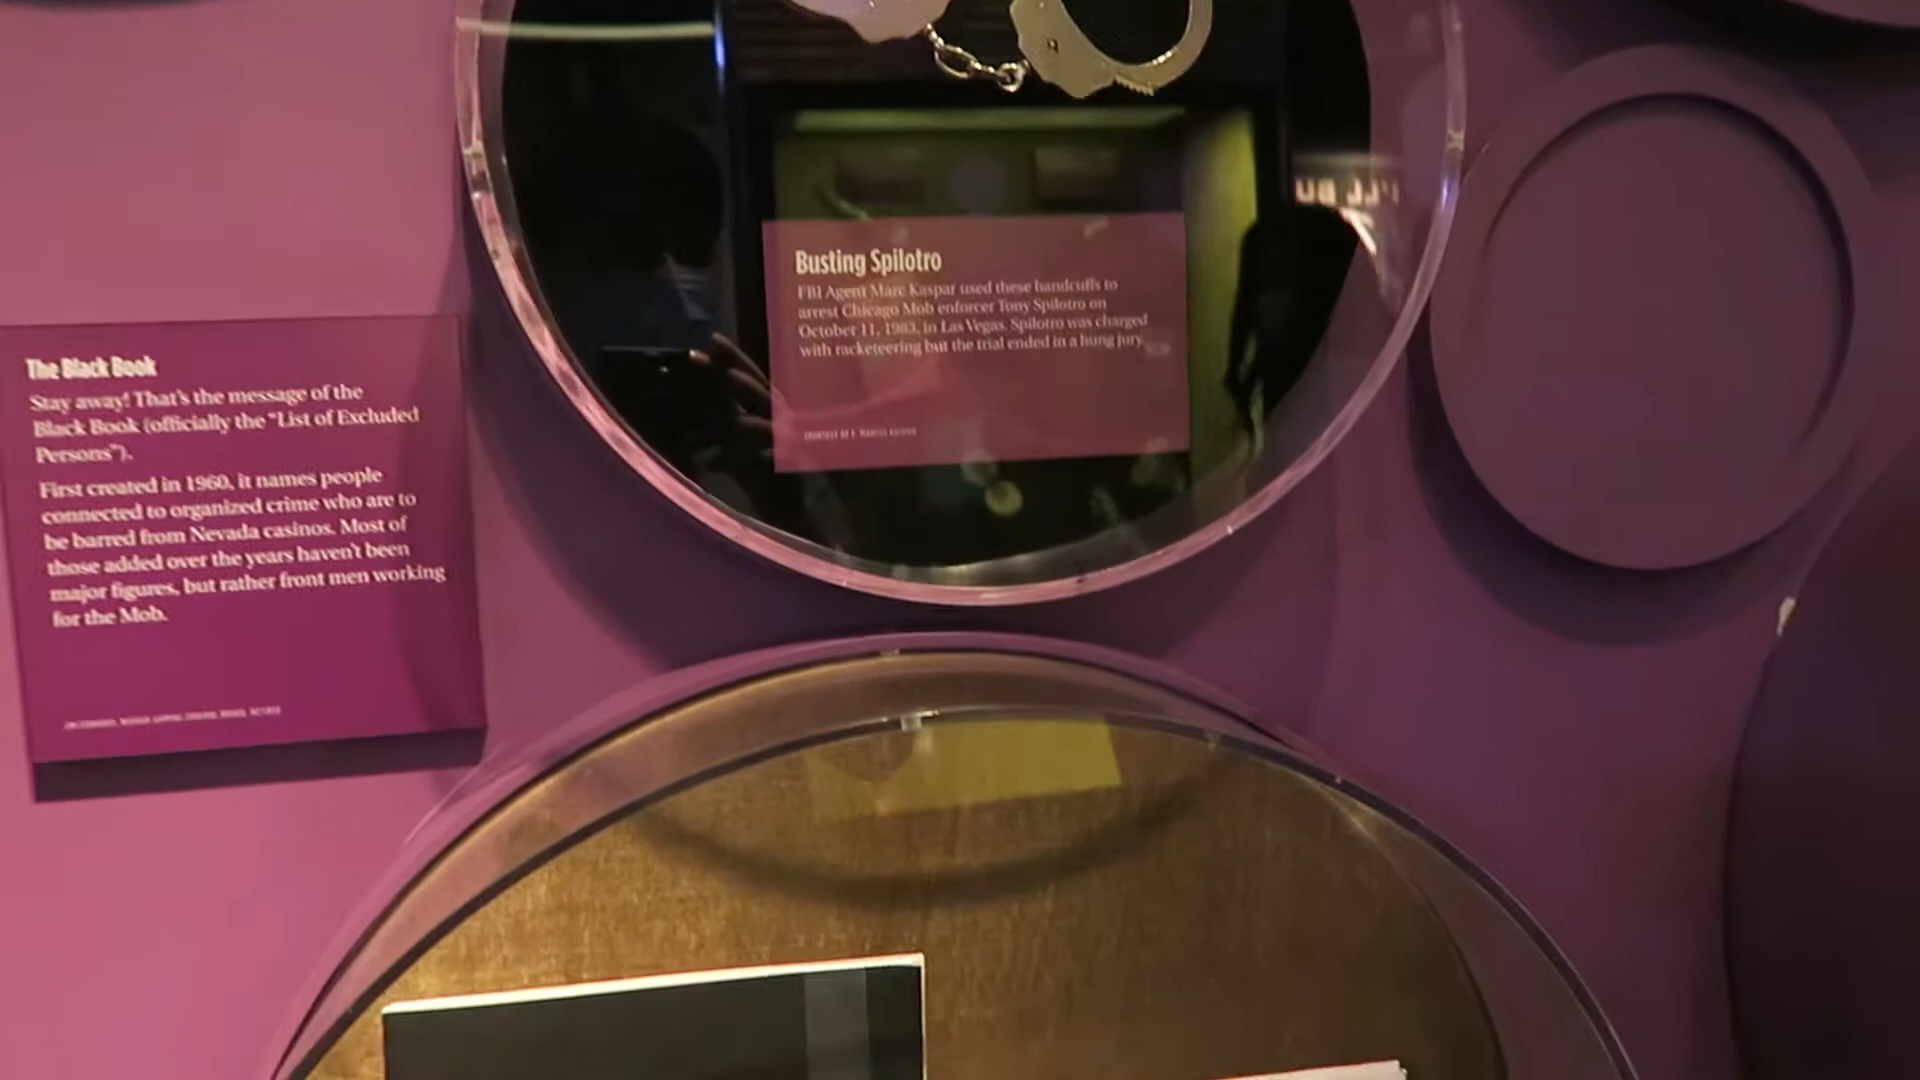 The Black Book
Stay away! That's the message of the
Black Book (officially the "List of Excluded
Persons").
First created in 1960, it names people
connected to organized crime who are to
be barred from Nevada casinos. Most of
those added over the years haven't been
major figures, but rather front men working
for the Mob.
Busting Spilotro
FBI Agent Marc Kaspar used these handcuffs to
arrest Chicago Mob enforcer Tony Spilotro on
October 11, 1983, in Las Vegas. Spilotro was charged
with racketeering but the trial ended in a hung jury.